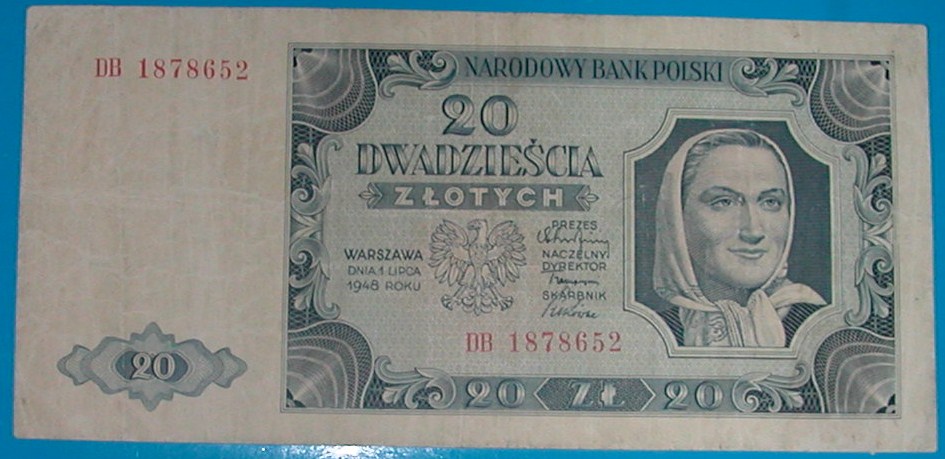 DB 1878652
NARODOWY BANK POLSKI
20
DWADZIEŚCIA
ZŁOTYCH
WARSZAWA
DNIA 1 LIPCA
1948 ROKU
PREZES
NACZELNY
DYREKTOR
SKARBNIK
DB 1878652
20
20 ZŁ 20